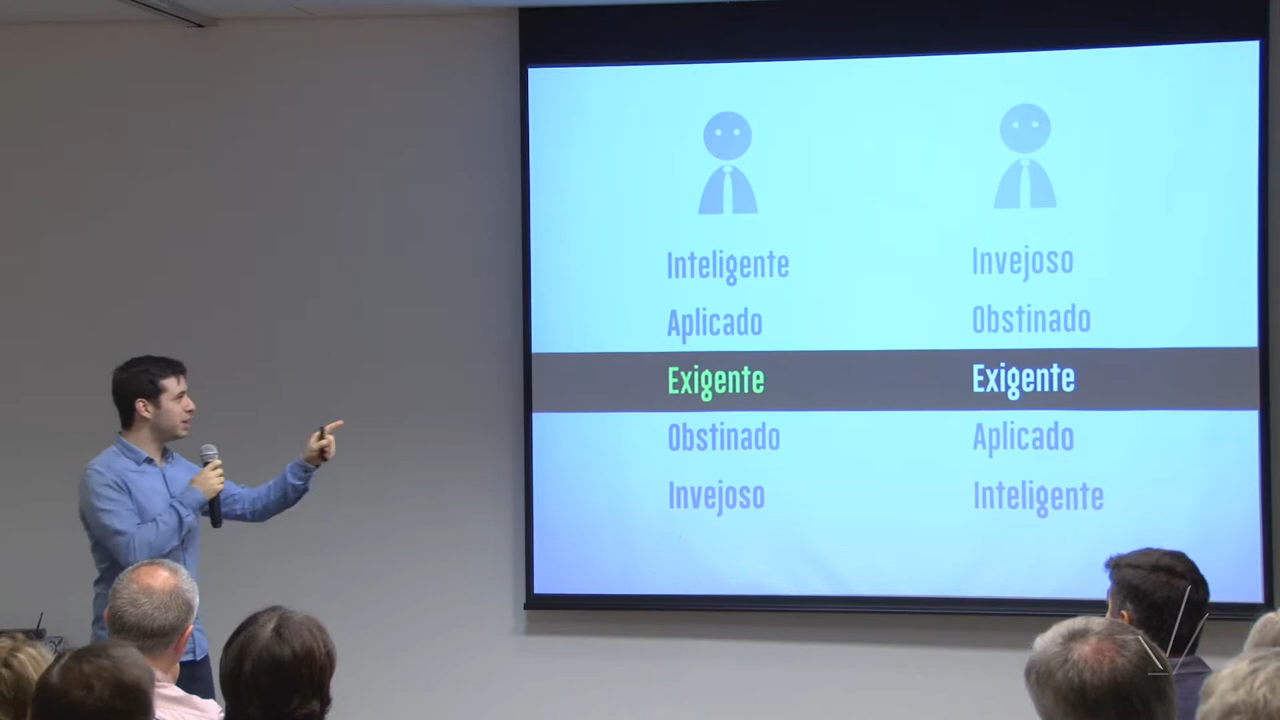 Inteligente
Aplicado
Exigente
Obstinado
Invejoso
Invejoso
Obstinado
Exigente
Aplicado
Inteligente